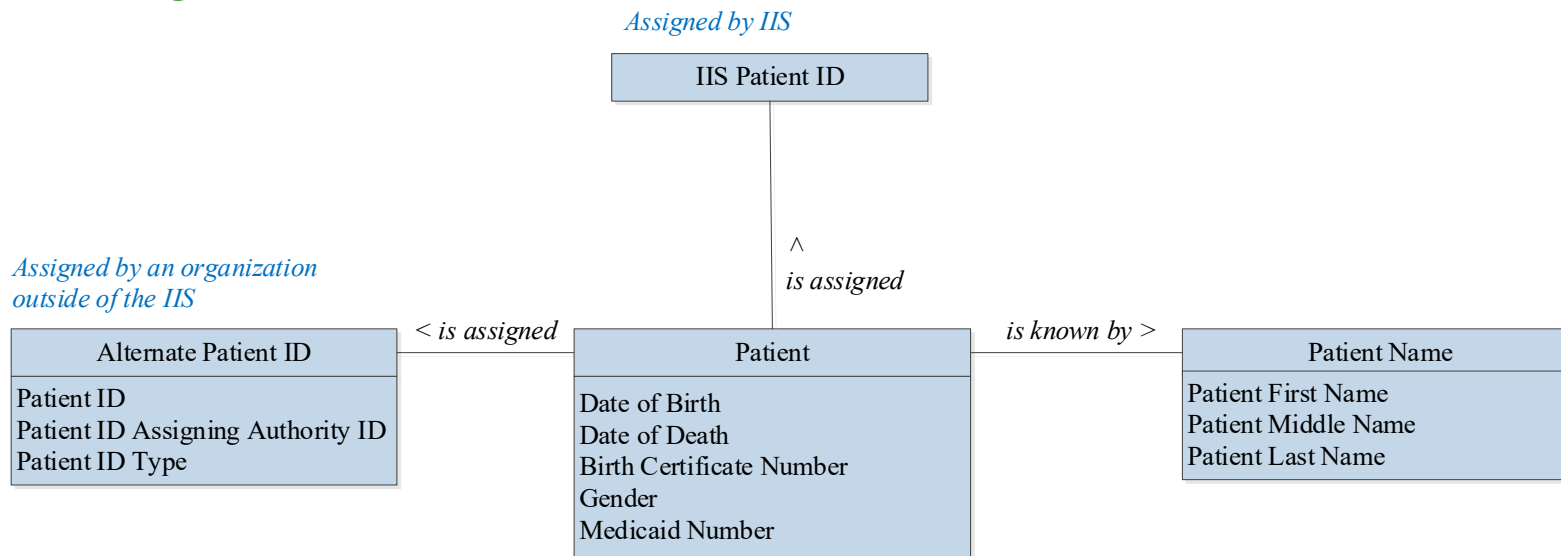 Assigned by IIS
IIS Patient ID
^
is assigned
Assigned by an organization
outside of the IIS
< is assigned
is known by >
Alternate Patient ID
Patient ID
Patient ID Assigning Authority ID
Patient ID Type
Patient
Date of Birth
Date of Death
Birth Certificate Number
Gender
Medicaid Number
Patient Name
Patient First Name
Patient Middle Name
Patient Last Name